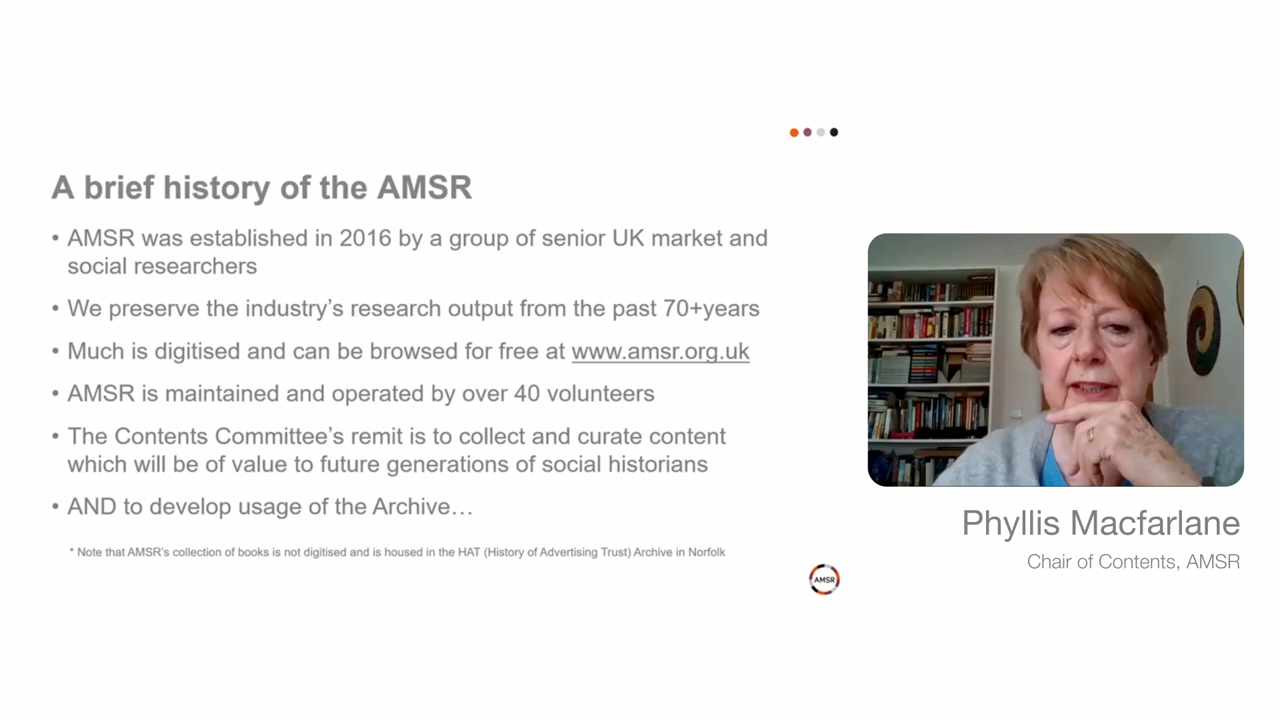 A brief history of the AMSR
• AMSR was established in 2016 by a group of senior UK market and
social researchers
• We preserve the industry’s research output from the past 70+years
• Much is digitised and can be browsed for free at www.amsr.org.uk
• AMSR is maintained and operated by over 40 volunteers
• The Contents Committee’s remit is to collect and curate content
which will be of value to future generations of social historians
• AND to develop usage of the Archive…
* Note that AMSR’s collection of books is not digitised and is housed in the HAT (History of Advertising Trust) Archive in Norfolk
AMSR
Phyllis Macfarlane
Chair of Contents, AMSR